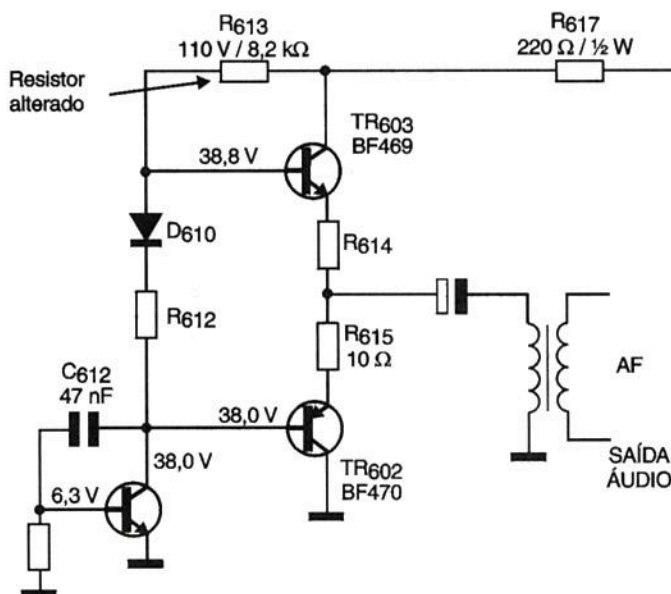 R613
110 V / 8,2 kΩ
R617
220 Ω / ½ W
Resistor
alterado
TR603
BF469
38,8 V
D610
R614
R612
R615
10 Ω
C612
47 nF
AF
38,0 V
38,0 V
TR602
BF470
SAÍDA
ÁUDIO
6,3 V